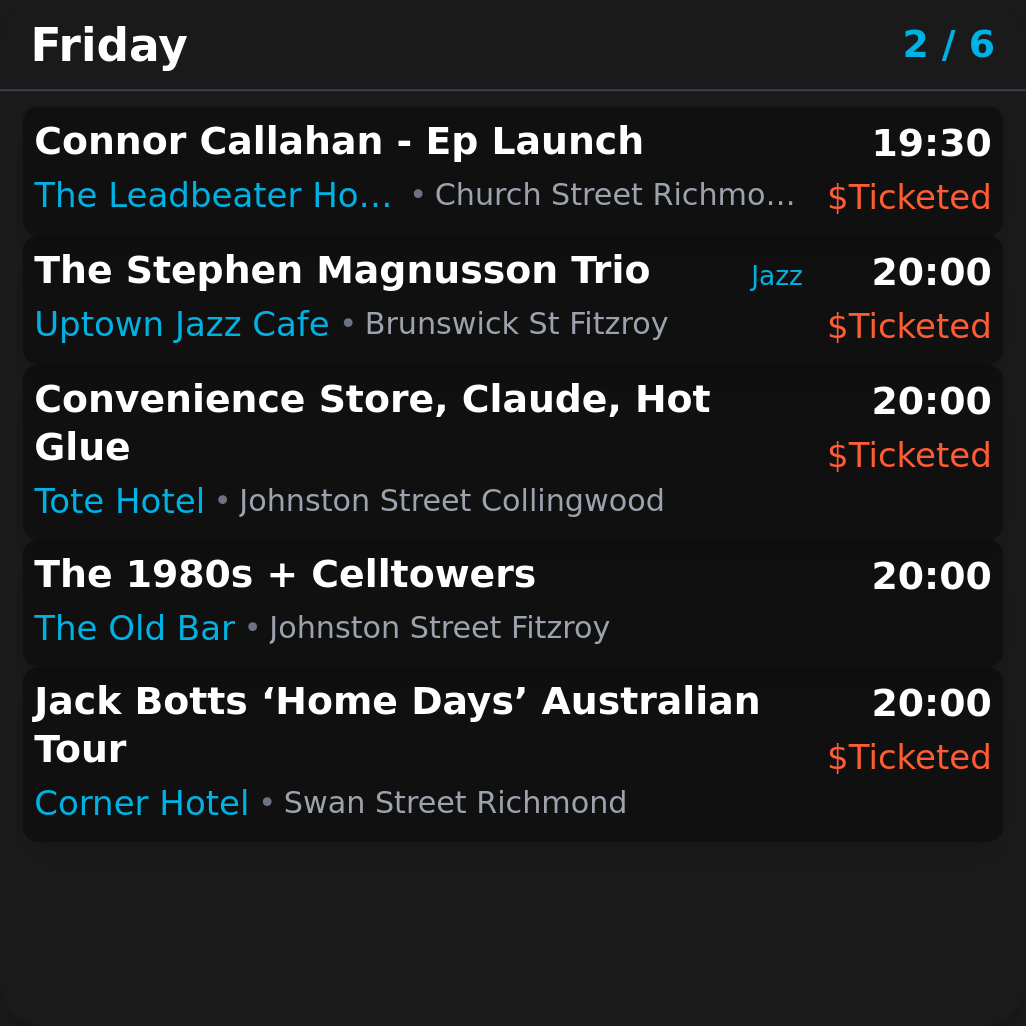 Friday 2 / 6
Connor Callahan - Ep Launch 19:30
The Leadbeater Ho… • Church Street Richmo… $Ticketed
The Stephen Magnusson Trio Jazz 20:00
Uptown Jazz Cafe • Brunswick St Fitzroy $Ticketed
Convenience Store, Claude, Hot 20:00
Glue $Ticketed
Tote Hotel • Johnston Street Collingwood
The 1980s + Celltowers 20:00
The Old Bar • Johnston Street Fitzroy
Jack Botts ‘Home Days’ Australian 20:00
Tour $Ticketed
Corner Hotel • Swan Street Richmond